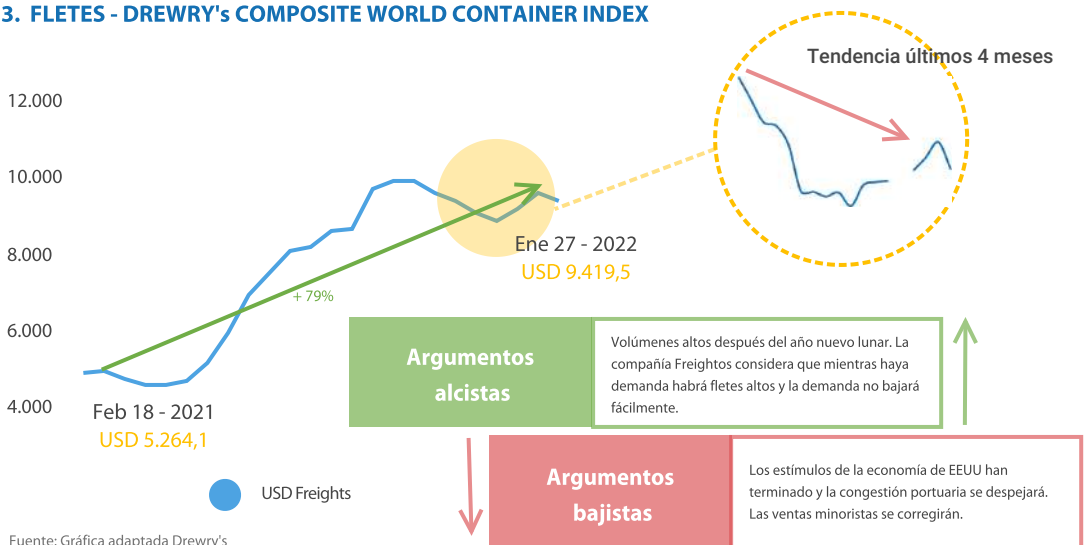 3. FLETES - DREWRY's COMPOSITE WORLD CONTAINER INDEX
Tendencia últimos 4 meses
12.000
10.000
8.000
6.000
4.000
Ene 27 - 2022
USD 9.419,5
+ 79%
Feb 18 - 2021
USD 5.264,1
USD Freights
Argumentos
alcistas
Volúmenes altos después del año nuevo lunar. La
compañía Freightos considera que mientras haya
demanda habrá fletes altos y la demanda no bajará
fácilmente.
Argumentos
bajistas
Los estímulos de la economía de EEUU han
terminado y la congestión portuaria se despejará.
Las ventas minoristas se corregirán.
Fuente: Gráfica adaptada Drewry's